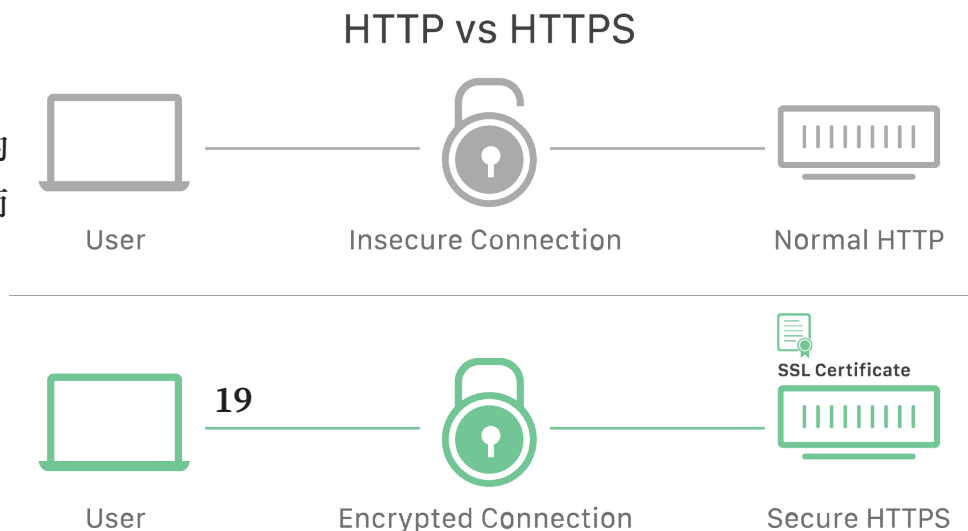 HTTP vs HTTPS
User
Insecure Connection
Normal HTTP
SSL Certificate
19
User
Encrypted Connection
Secure HTTPS